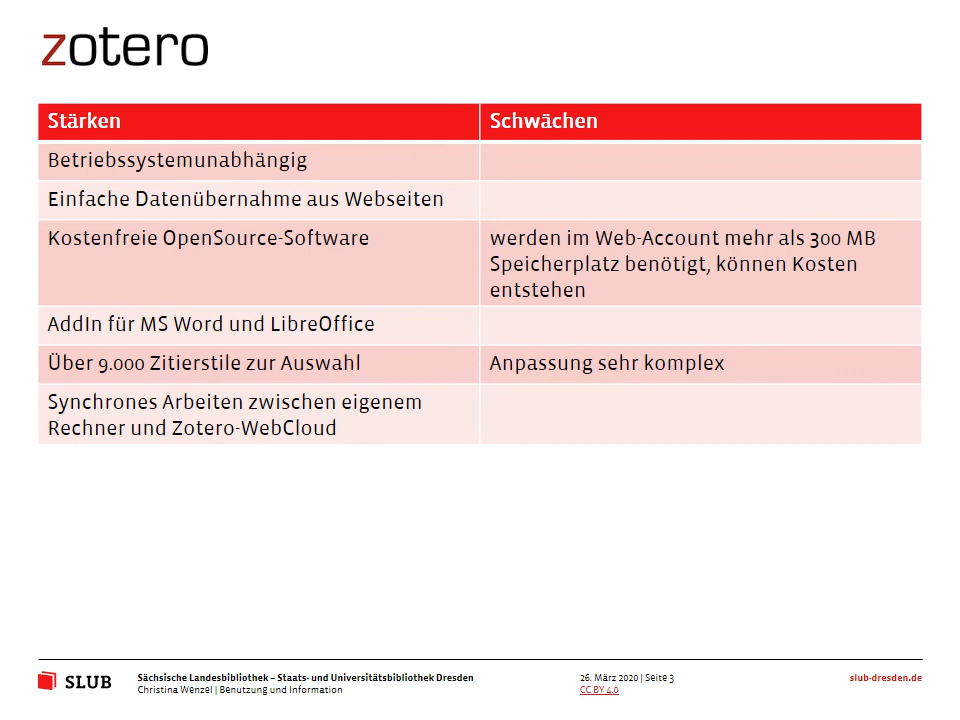 zotero
Stärken
Schwächen
Betriebssystemunabhängig
Einfache Datenübernahme aus Webseiten
Kostenfreie OpenSource-Software
werden im Web-Account mehr als 300 MB
Speicherplatz benötigt, können Kosten
entstehen
AddIn für MS Word und LibreOffice
Über 9.000 Zitierstile zur Auswahl
Anpassung sehr komplex
Synchrones Arbeiten zwischen eigenem
Rechner und Zotero-WebCloud
SLUB
Sächsische Landesbibliothek – Staats- und Universitätsbibliothek Dresden
Christina Wenzel | Benutzung und Information
26. März 2020 | Seite 3
CC BY 4.0
slub-dresden.de